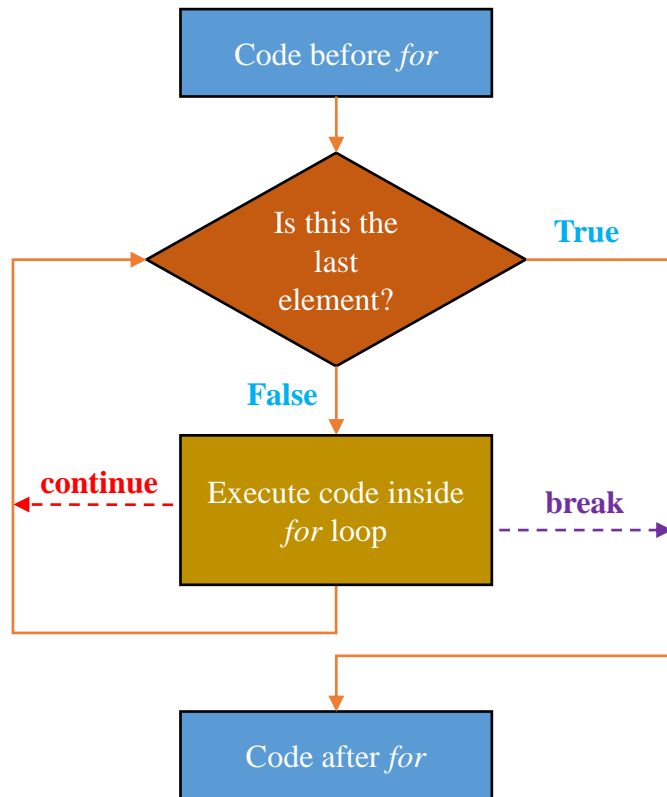 Code before for
Is this the
last
element?
True
False
continue
Execute code inside
for loop
break
Code after for